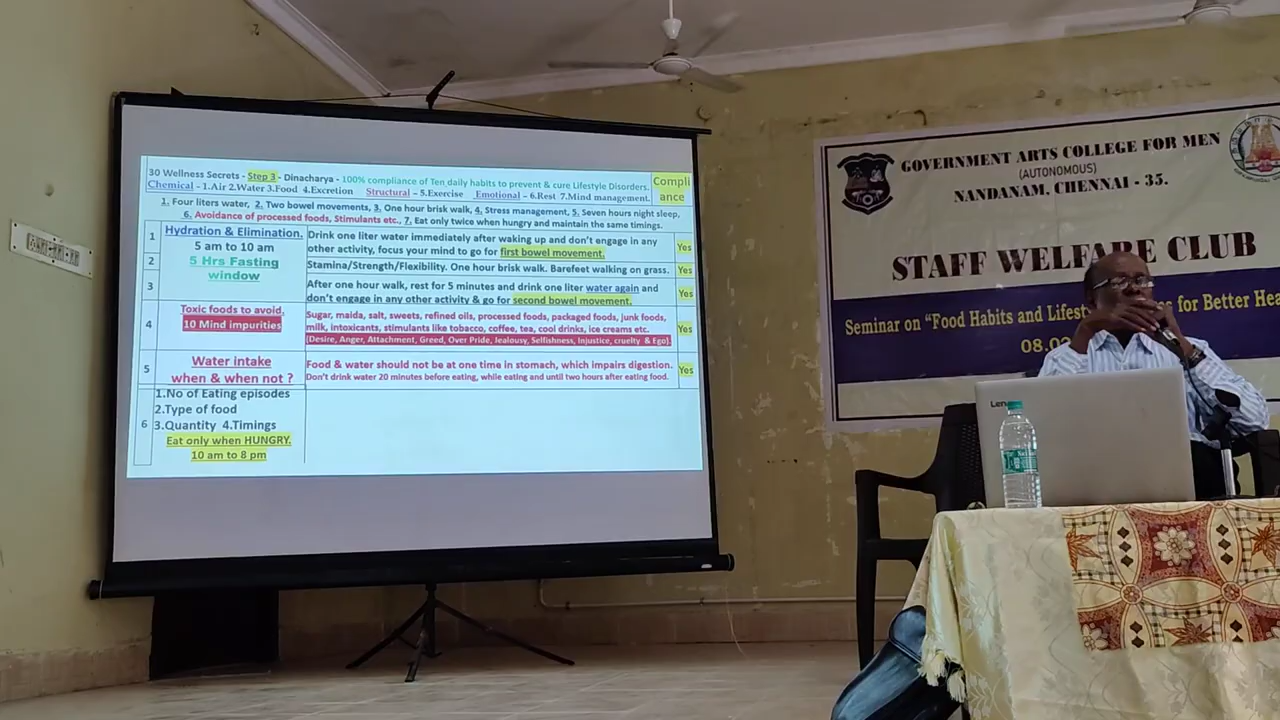 30 Wellness Secrets - Step 3 - Dinacharya - 100% compliance of Ten daily habits to prevent & cure Lifestyle Disorders.
Chemical - 1.Air 2.Water 3.Food 4.Excretion Structural - 5.Exercise Emotional - 6.Rest 7.Mind management.
Compli
ance
1. Four liters water, 2. Two bowel movements, 3. One hour brisk walk, 4. Stress management, 5. Seven hours night sleep,
6. Avoidance of processed foods, Stimulants etc., 7. Eat only twice when hungry and maintain the same timings.
1
2
3
Hydration & Elimination.
5 am to 10 am
5 Hrs Fasting
window
Drink one liter water immediately after waking up and don't engage in any
other activity, focus your mind to go for first bowel movement.
Yes
Stamina/Strength/Flexibility. One hour brisk walk. Barefeet walking on grass.
Yes
After one hour walk, rest for 5 minutes and drink one liter water again and
don't engage in any other activity & go for second bowel movement.
Yes
4
Toxic foods to avoid.
10 Mind impurities
Sugar, maida, salt, sweets, refined oils, processed foods, packaged foods, junk foods,
milk, intoxicants, stimulants like tobacco, coffee, tea, cool drinks, ice creams etc.
(Desire, Anger, Attachment, Greed, Over Pride, Jealousy, Selfishness, Injustice, cruelty & Ego).
Yes
5
Water intake
when & when not ?
Food & water should not be at one time in stomach, which impairs digestion.
Don't drink water 20 minutes before eating, while eating and until two hours after eating food.
Yes
6
1.No of Eating episodes
2.Type of food
3.Quantity 4.Timings
Eat only when HUNGRY.
10 am to 8 pm
GOVERNMENT ARTS COLLEGE FOR MEN
(AUTONOMOUS)
NANDANAM, CHENNAI - 35.
STAFF WELFARE CLUB
Seminar on "Food Habits and Lifest
s for Better Hea
08.0
Len